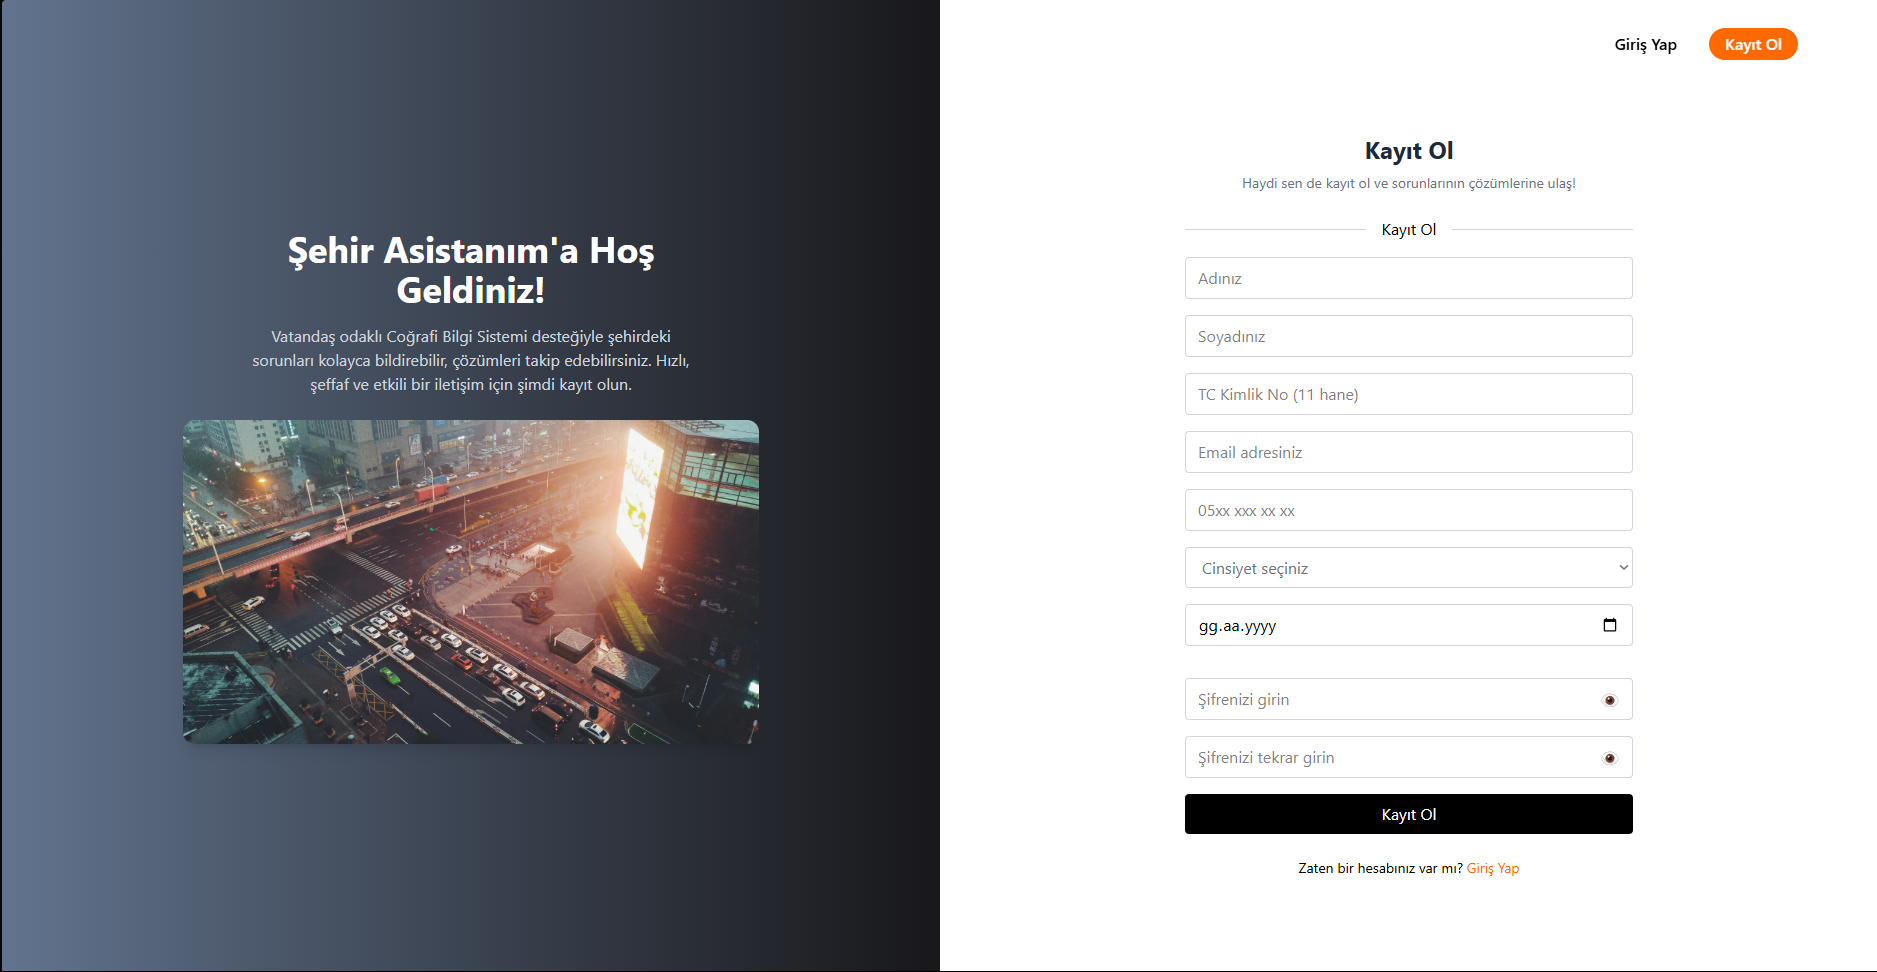 Şehir Asistanım'a Hoş
Geldiniz!
Vatandaş odaklı Coğrafi Bilgi Sistemi desteğiyle şehirdeki
sorunları kolayca bildirebilir, çözümleri takip edebilirsiniz. Hızlı,
şeffaf ve etkili bir iletişim için şimdi kayıt olun.
Giriş Yap
Kayıt Ol
Kayıt Ol
Haydi sen de kayıt ol ve sorunlarının çözümlerine ulaş!
Kayıt Ol
Adınız
Soyadınız
TC Kimlik No (11 hane)
Email adresiniz
05xx xxx xx xx
Cinsiyet seçiniz
gg.aa.yyyy
Şifrenizi girin
Şifrenizi tekrar girin
Kayıt Ol
Zaten bir hesabınız var mı? Giriş Yap